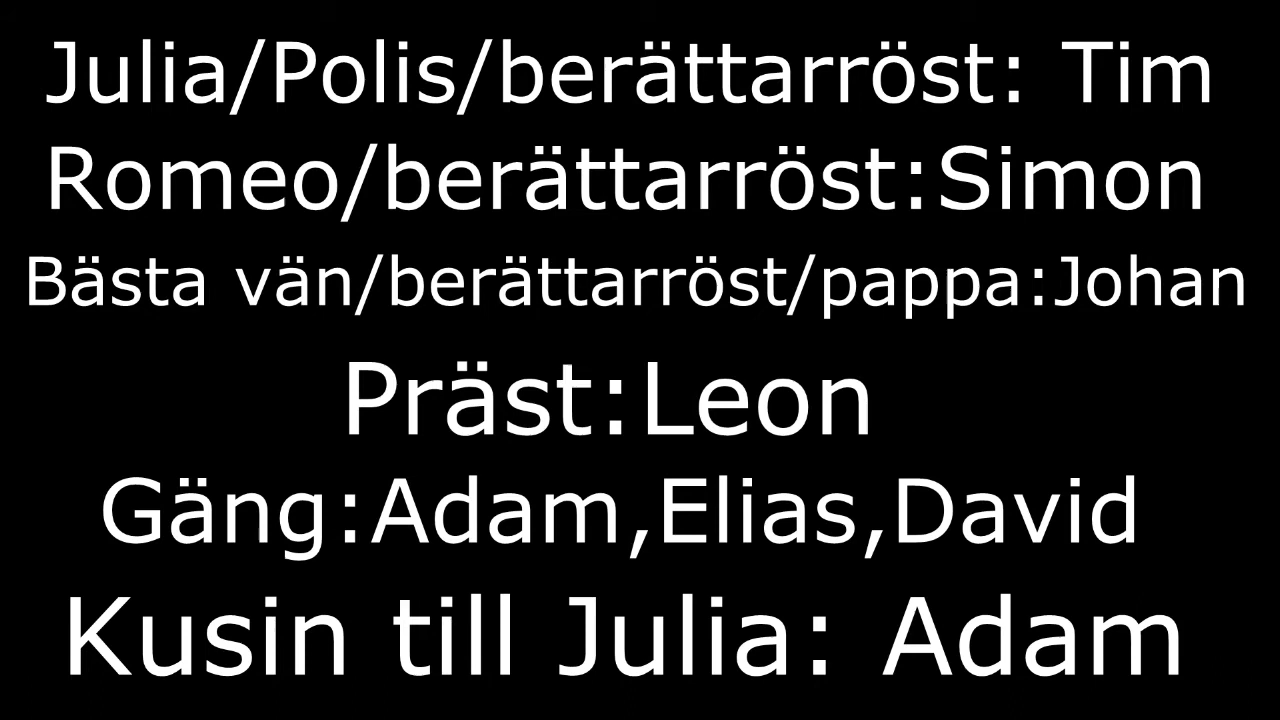 Julia/Polis/berättarröst: Tim
Romeo/berättarröst:Simon
Bästa vän/berättarröst/pappa:Johan
Präst:Leon
Gäng:Adam,Elias,David
Kusin till Julia: Adam